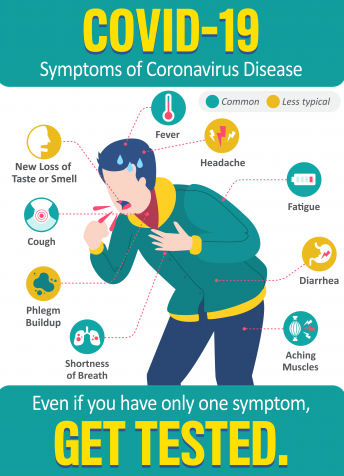 COVID-19
Symptoms of Coronavirus Disease
Common
Less typical
Fever
Headache
New Loss of
Taste or Smell
Fatigue
Cough
Diarrhea
Phlegm
Buildup
Shortness
of Breath
Aching
Muscles
Even if you have only one symptom,
GET TESTED.